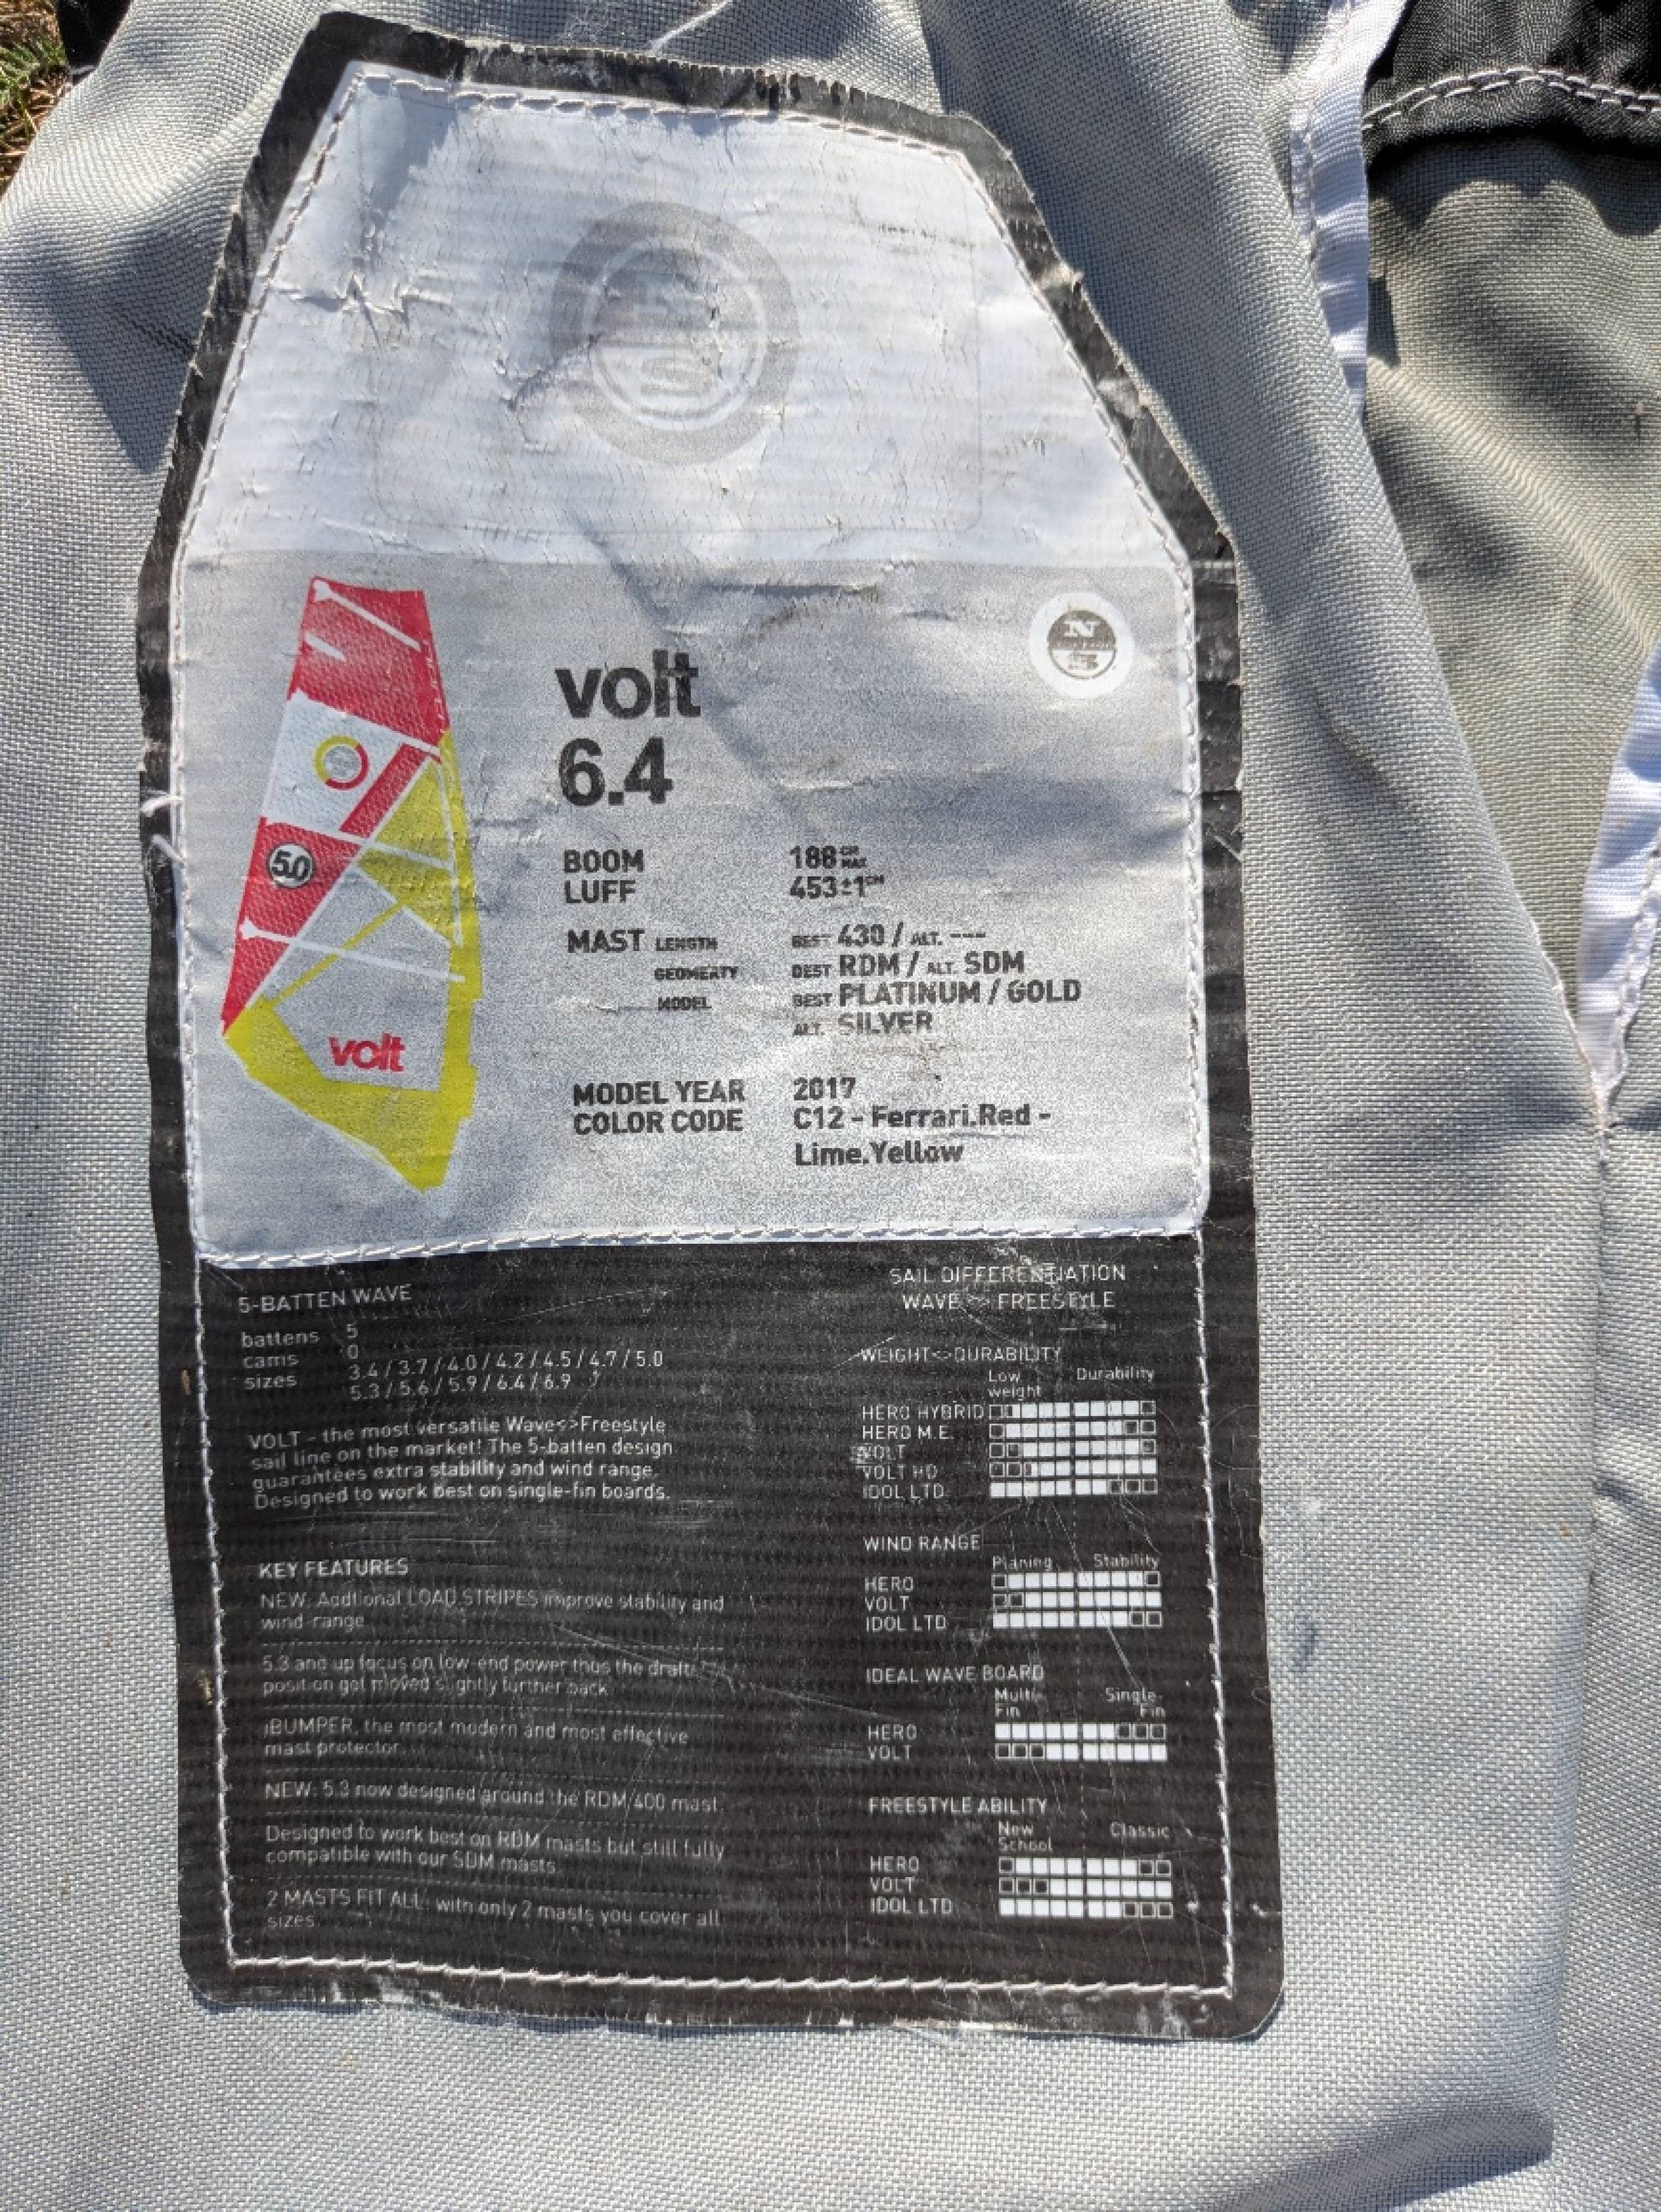 N
S
volt
6.4
5.0
volt
BOOM 188 CM MAX
LUFF 453±1CM
MAST LENGTH BEST 430 / ALT. ---
GEOMEATY BEST RDM / ALT. SDM
MODEL BEST PLATINUM / GOLD
ALT. SILVER
MODEL YEAR 2017
COLOR CODE C12 - Ferrari.Red -
Lime.Yellow
5-BATTEN WAVE
battens 5
cams 0
sizes 3.4 / 3.7 / 4.0 / 4.2 / 4.5 / 4.7 / 5.0
5.3 / 5.6 / 5.9 / 6.4 / 6.9
VOLT - the most versatile Wave<>Freestyle
sail line on the market! The 5-batten design
guarantees extra stability and wind range.
Designed to work best on single-fin boards.
KEY FEATURES
NEW: Addtional LOAD STRIPES improve stability and
wind-range
5.3 and up focus on low-end power thus the draft
position got moved slightly further back
iBUMPER, the most modern and most effective
mast protector
NEW: 5.3 now designed around the RDM 400 mast
Designed to work best on RDM masts but still fully
compatible with our SDM masts
2 MASTS FIT ALL: with only 2 masts you cover all
sizes
SAIL DIFFERENTIATION
WAVE <> FREESTYLE
WEIGHT<>DURABILITY
Low Durability
weight
HERO HYBRID
HERO M.E.
VOLT
VOLT HD
IDOL LTD
WIND RANGE
Planing Stability
HERO
VOLT
IDOL LTD
IDEAL WAVE BOARD
Multi- Single-
Fin Fin
HERO
VOLT
FREESTYLE ABILITY
New Classic
School
HERO
VOLT
IDOL LTD